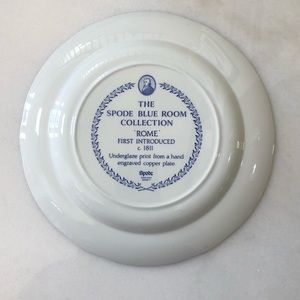 THE
SPODE BLUE ROOM
COLLECTION
"ROME"
FIRST INTRODUCED
c. 1811
Underglaze print from a hand
engraved copper plate.
Spode